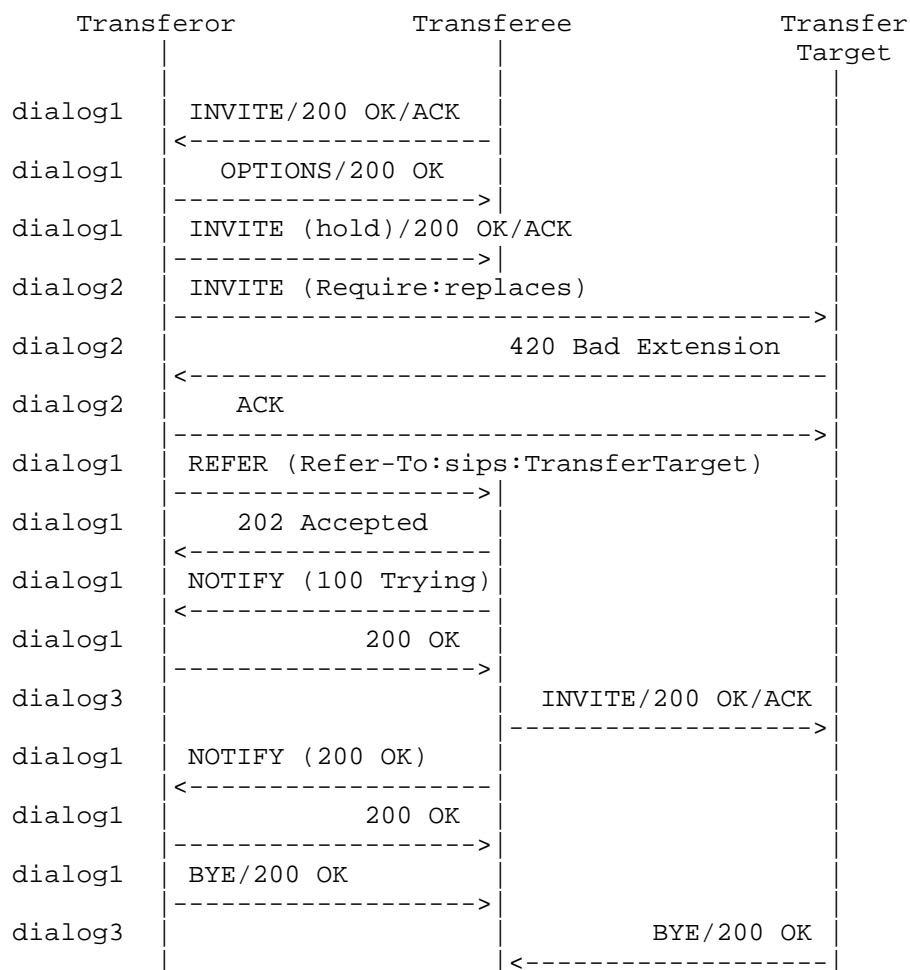 Transferor Transferee Transfer
Target
dialog1 INVITE/200 OK/ACK
dialog1 OPTIONS/200 OK
dialog1 INVITE (hold)/200 OK/ACK
dialog2 INVITE (Require:replaces)
dialog2 420 Bad Extension
dialog2 ACK
dialog1 REFER (Refer-To:sips:TransferTarget)
dialog1 202 Accepted
dialog1 NOTIFY (100 Trying)
dialog1 200 OK
dialog3 INVITE/200 OK/ACK
dialog1 NOTIFY (200 OK)
dialog1 200 OK
dialog1 BYE/200 OK
dialog3 BYE/200 OK